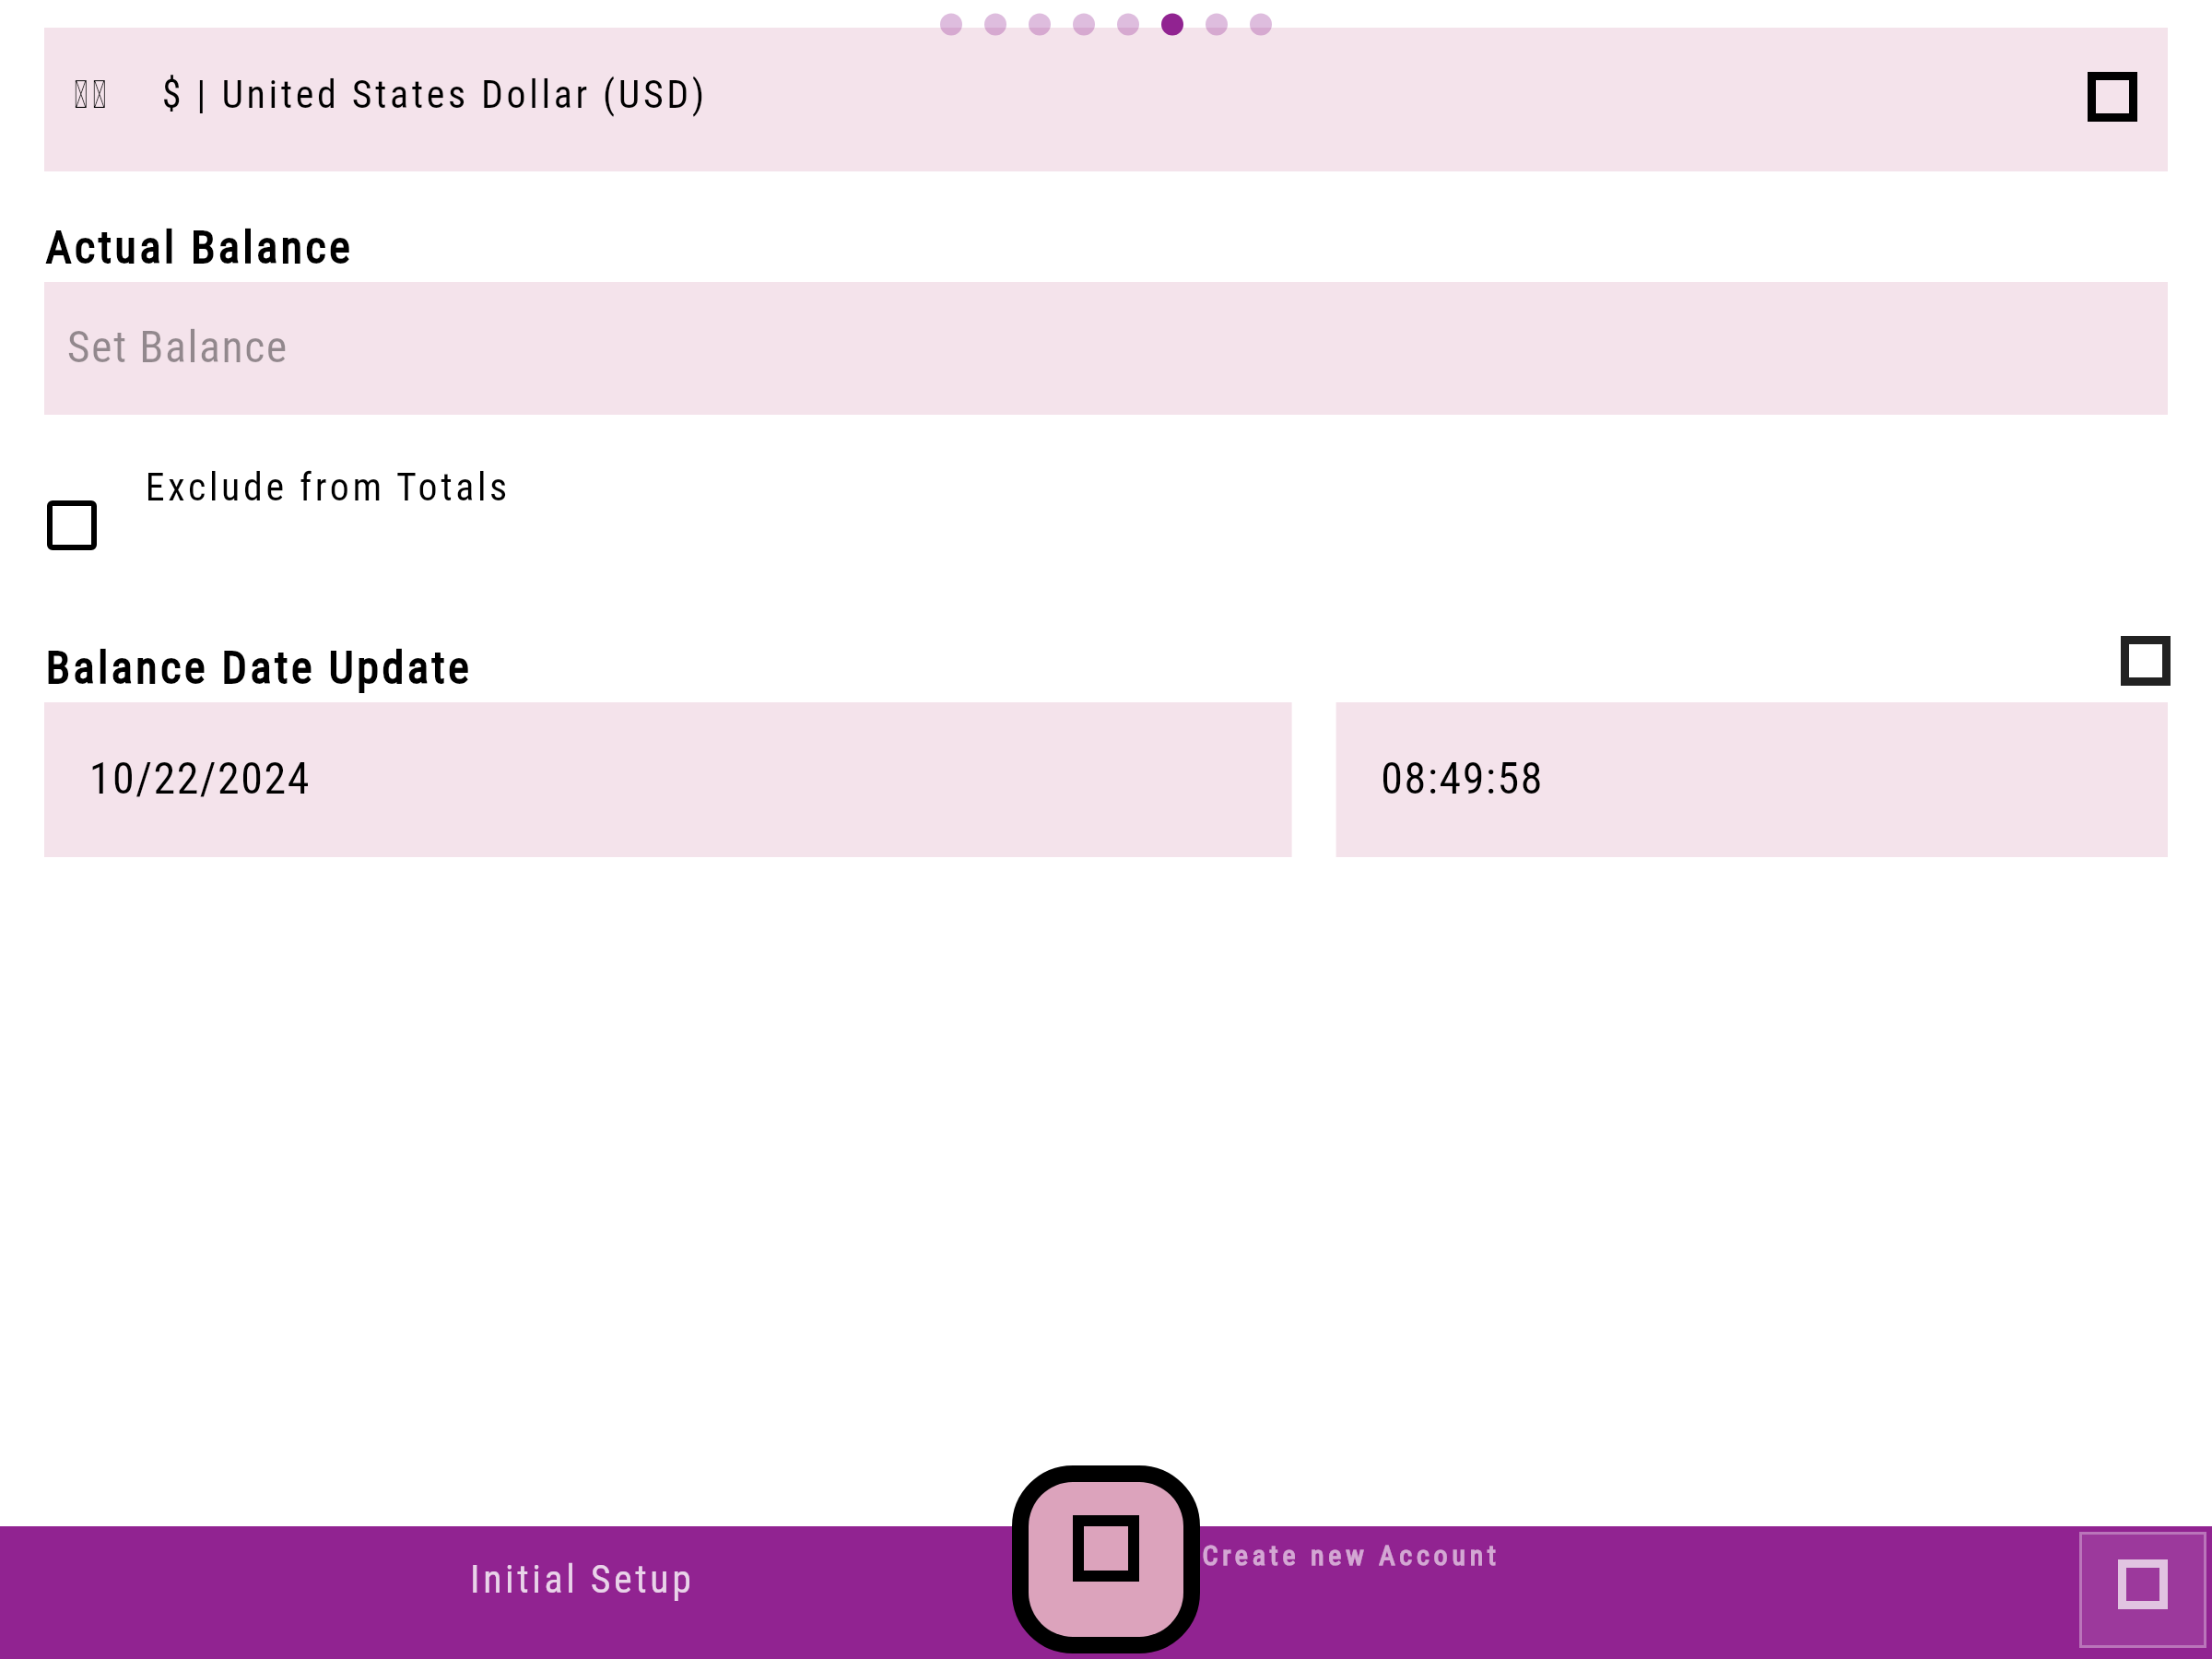 $ | United States Dollar (USD)
Actual Balance
Set Balance
Exclude from Totals
Balance Date Update
10/22/2024
08:49:58
Initial Setup
Create new Account